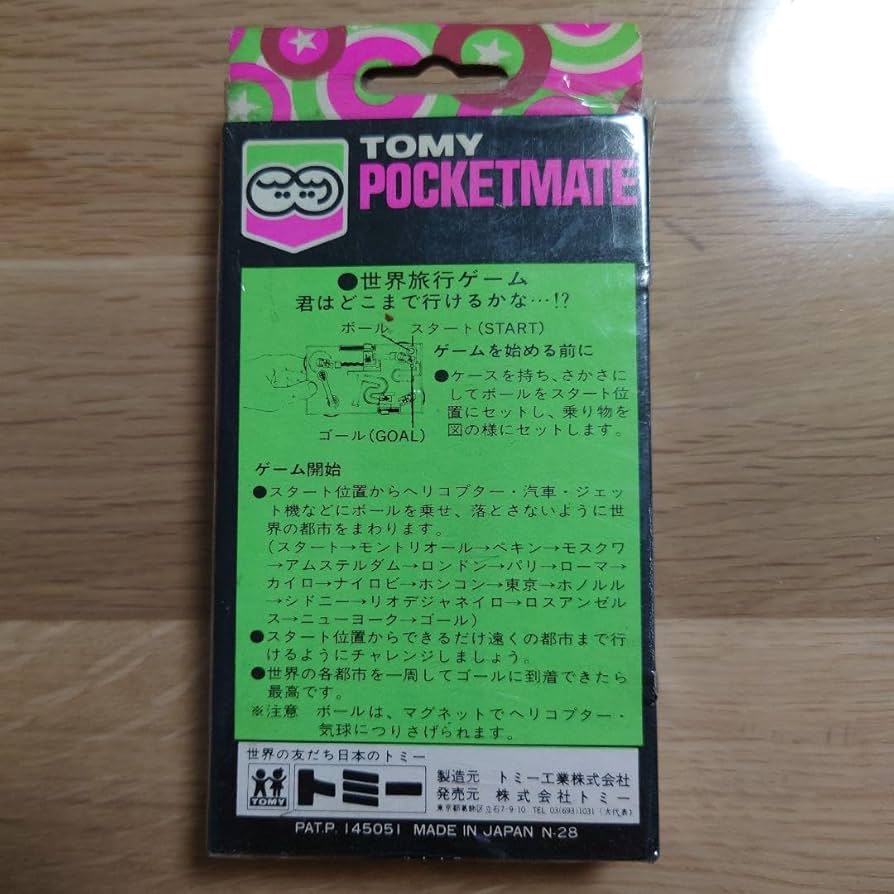 TOMY
POCKETMATE
●世界旅行ゲーム
君はどこまで行けるかな…!?
ボール スタート(START)
ゲームを始める前に
●ケースを持ち、さかさに
してボールをスタート位
置にセットし、乗り物を
図の様にセットします。
ゴール(GOAL)
ゲーム開始
●スタート位置からヘリコプター・汽車・ジェッ
ト機などにボールを乗せ、落とさないように世
界の都市をまわります。
(スタート→モントリオール→ペキン→モスクワ
→アムステルダム→ロンドン→パリ→ローマ→
カイロ→ナイロビ→ホンコン→東京→ホノルル
→シドニー→リオデジャネイロ→ロスアンゼル
ス→ニューヨーク→ゴール)
●スタート位置からできるだけ遠くの都市まで行
けるようにチャレンジしましょう。
●世界の各都市を一周してゴールに到着できたら
最高です。
※注意 ボールは、マグネットでヘリコプター・
気球につりさげられます。
世界の友だち日本のトミー
TOMY
トミー
製造元 トミー工業株式会社
発売元 株式会社トミー
東京都葛飾区立石7-9-10 TEL 03(693)1031 (大代表)
PAT.P. 145051 MADE IN JAPAN N-28